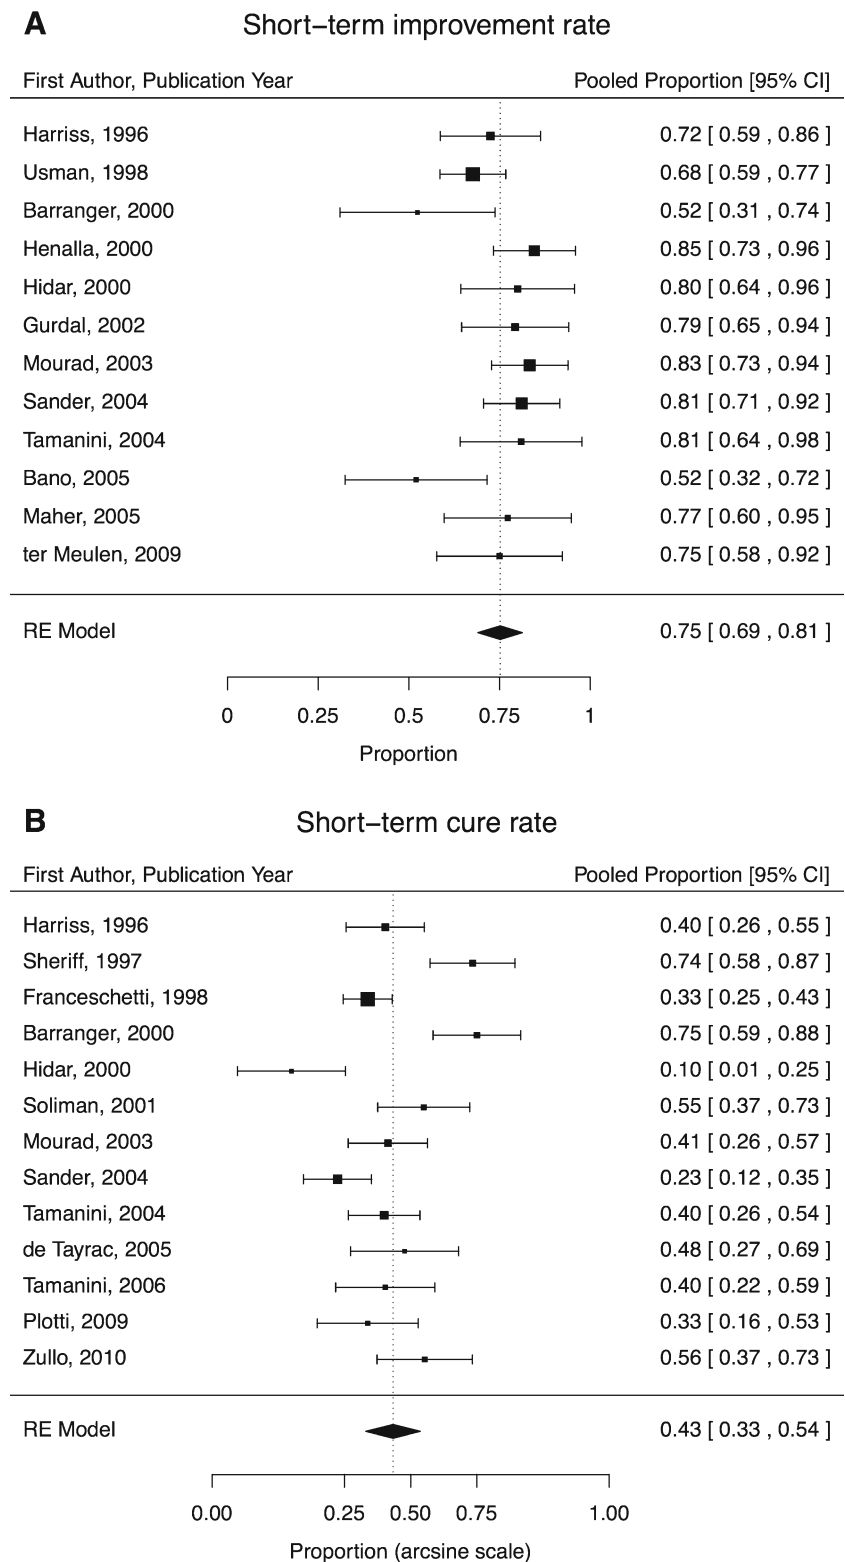 A Short−term improvement rate
First Author, Publication Year Pooled Proportion [95% CI]
Harriss, 1996 0.72 [ 0.59 , 0.86 ]
Usman, 1998 0.68 [ 0.59 , 0.77 ]
Barranger, 2000 0.52 [ 0.31 , 0.74 ]
Henalla, 2000 0.85 [ 0.73 , 0.96 ]
Hidar, 2000 0.80 [ 0.64 , 0.96 ]
Gurdal, 2002 0.79 [ 0.65 , 0.94 ]
Mourad, 2003 0.83 [ 0.73 , 0.94 ]
Sander, 2004 0.81 [ 0.71 , 0.92 ]
Tamanini, 2004 0.81 [ 0.64 , 0.98 ]
Bano, 2005 0.52 [ 0.32 , 0.72 ]
Maher, 2005 0.77 [ 0.60 , 0.95 ]
ter Meulen, 2009 0.75 [ 0.58 , 0.92 ]
RE Model 0.75 [ 0.69 , 0.81 ]
0 0.25 0.5 0.75 1
Proportion
B Short−term cure rate
First Author, Publication Year Pooled Proportion [95% CI]
Harriss, 1996 0.40 [ 0.26 , 0.55 ]
Sheriff, 1997 0.74 [ 0.58 , 0.87 ]
Franceschetti, 1998 0.33 [ 0.25 , 0.43 ]
Barranger, 2000 0.75 [ 0.59 , 0.88 ]
Hidar, 2000 0.10 [ 0.01 , 0.25 ]
Soliman, 2001 0.55 [ 0.37 , 0.73 ]
Mourad, 2003 0.41 [ 0.26 , 0.57 ]
Sander, 2004 0.23 [ 0.12 , 0.35 ]
Tamanini, 2004 0.40 [ 0.26 , 0.54 ]
de Tayrac, 2005 0.48 [ 0.27 , 0.69 ]
Tamanini, 2006 0.40 [ 0.22 , 0.59 ]
Plotti, 2009 0.33 [ 0.16 , 0.53 ]
Zullo, 2010 0.56 [ 0.37 , 0.73 ]
RE Model 0.43 [ 0.33 , 0.54 ]
0.00 0.25 0.50 0.75 1.00
Proportion (arcsine scale)